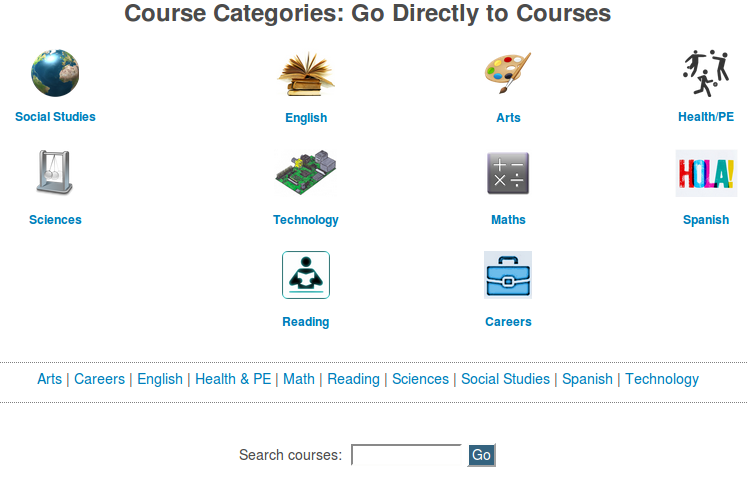 Course Categories: Go Directly to Courses
Social Studies
English
Arts
Health/PE
HOLA!
Sciences
Technology
Maths
Spanish
Reading
Careers
Arts | Careers | English | Health & PE | Math | Reading | Sciences | Social Studies | Spanish | Technology
Search courses: Go